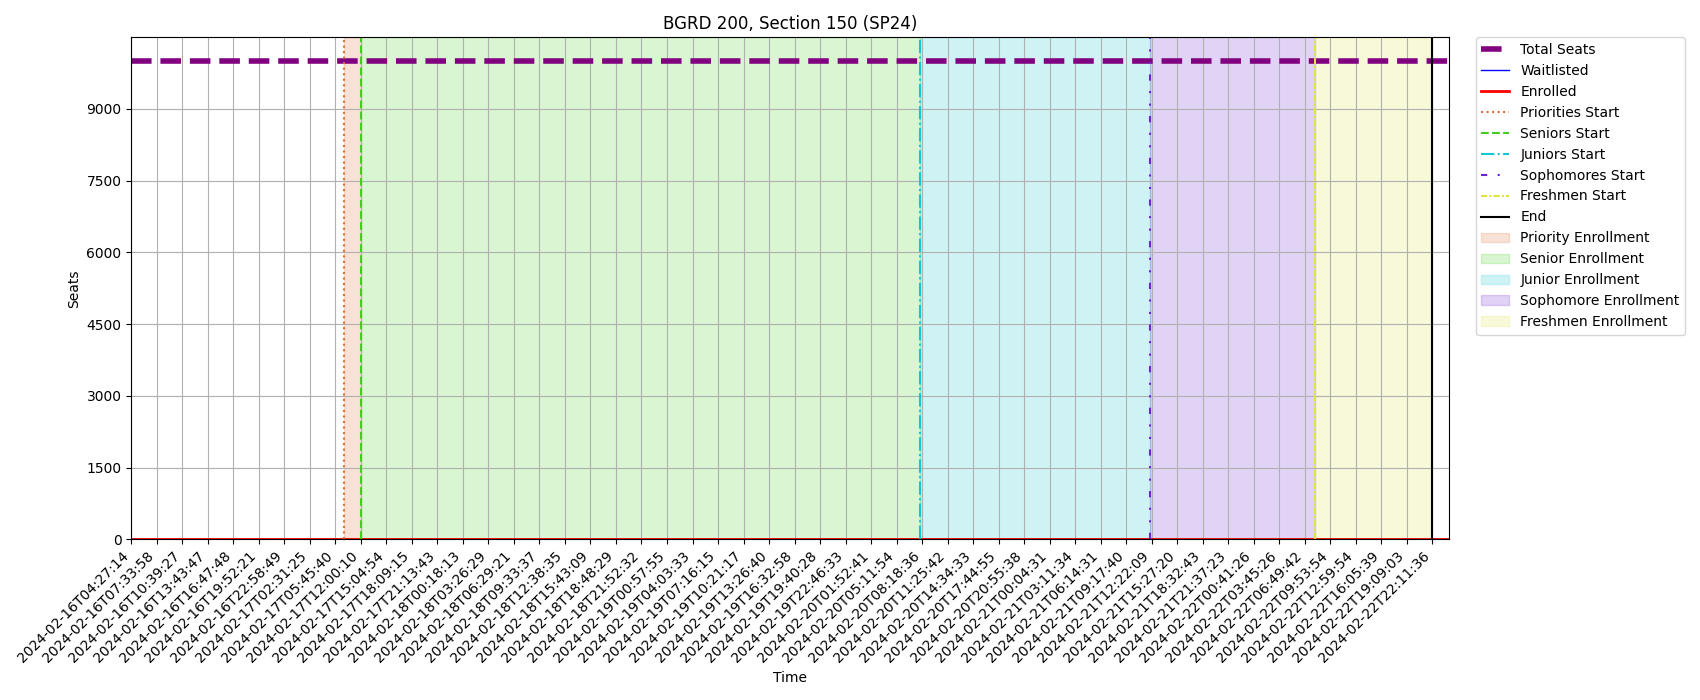 BGRD 200, Section 150 (SP24)
Total Seats
Waitlisted
Enrolled
Priorities Start
Seniors Start
Juniors Start
Sophomores Start
Freshmen Start
End
Priority Enrollment
Senior Enrollment
Junior Enrollment
Sophomore Enrollment
Freshmen Enrollment
Seats
9000
7500
6000
4500
3000
1500
0
2024-02-16T04:27:14
2024-02-16T07:33:58
2024-02-16T10:39:27
2024-02-16T13:43:47
2024-02-16T16:47:48
2024-02-16T19:52:21
2024-02-16T22:58:49
2024-02-17T02:31:25
2024-02-17T05:45:40
2024-02-17T12:00:10
2024-02-17T15:04:54
2024-02-17T18:09:15
2024-02-17T21:13:43
2024-02-18T00:18:13
2024-02-18T03:26:29
2024-02-18T06:29:21
2024-02-18T09:33:37
2024-02-18T12:38:35
2024-02-18T15:43:09
2024-02-18T18:48:29
2024-02-18T21:52:32
2024-02-19T00:57:55
2024-02-19T04:03:33
2024-02-19T07:16:15
2024-02-19T10:21:17
2024-02-19T13:26:40
2024-02-19T16:32:58
2024-02-19T19:40:28
2024-02-19T22:46:33
2024-02-20T01:52:41
2024-02-20T05:11:54
2024-02-20T08:18:36
2024-02-20T11:25:42
2024-02-20T14:34:33
2024-02-20T17:44:55
2024-02-20T20:55:38
2024-02-21T00:04:31
2024-02-21T03:11:34
2024-02-21T06:14:31
2024-02-21T09:17:40
2024-02-21T12:22:09
2024-02-21T15:27:20
2024-02-21T18:32:43
2024-02-21T21:37:23
2024-02-22T00:41:26
2024-02-22T03:45:26
2024-02-22T06:49:42
2024-02-22T09:53:54
2024-02-22T12:59:54
2024-02-22T16:05:39
2024-02-22T19:09:03
2024-02-22T22:11:36
Time